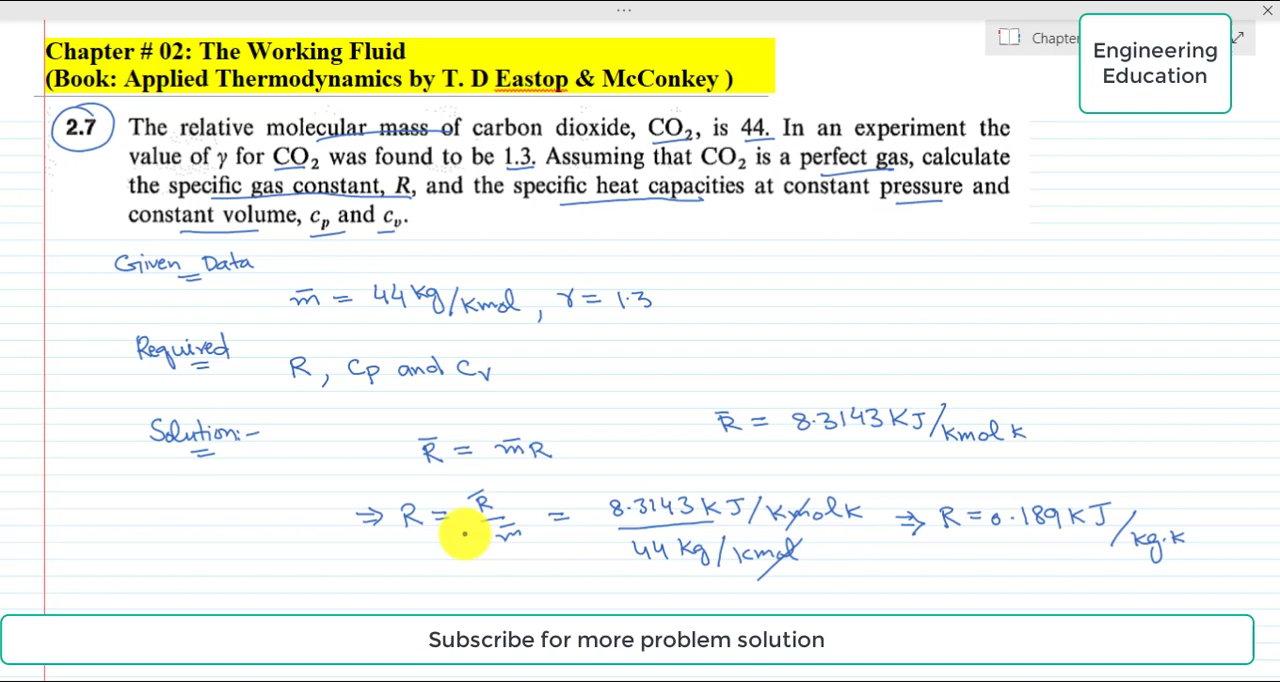 Chapter # 02: The Working Fluid
(Book: Applied Thermodynamics by T. D Eastop & McConkey )
Chapter
Engineering
Education
2.7 The relative molecular mass of carbon dioxide, CO₂, is 44. In an experiment the
value of γ for CO₂ was found to be 1.3. Assuming that CO₂ is a perfect gas, calculate
the specific gas constant, R, and the specific heat capacities at constant pressure and
constant volume, cₚ and cᵥ.
Given Data
m̄ = 44 kg/kmol , γ = 1.3
Required
R, Cp and Cv
Solution:-
R̄ = 8.3143 KJ/kmol k
R̄ = m̄R
⇒ R = R̄/m̄ = 8.3143 kJ/kmolk / 44 kg/kmol ⇒ R = 0.189 kJ/kg.k
Subscribe for more problem solution